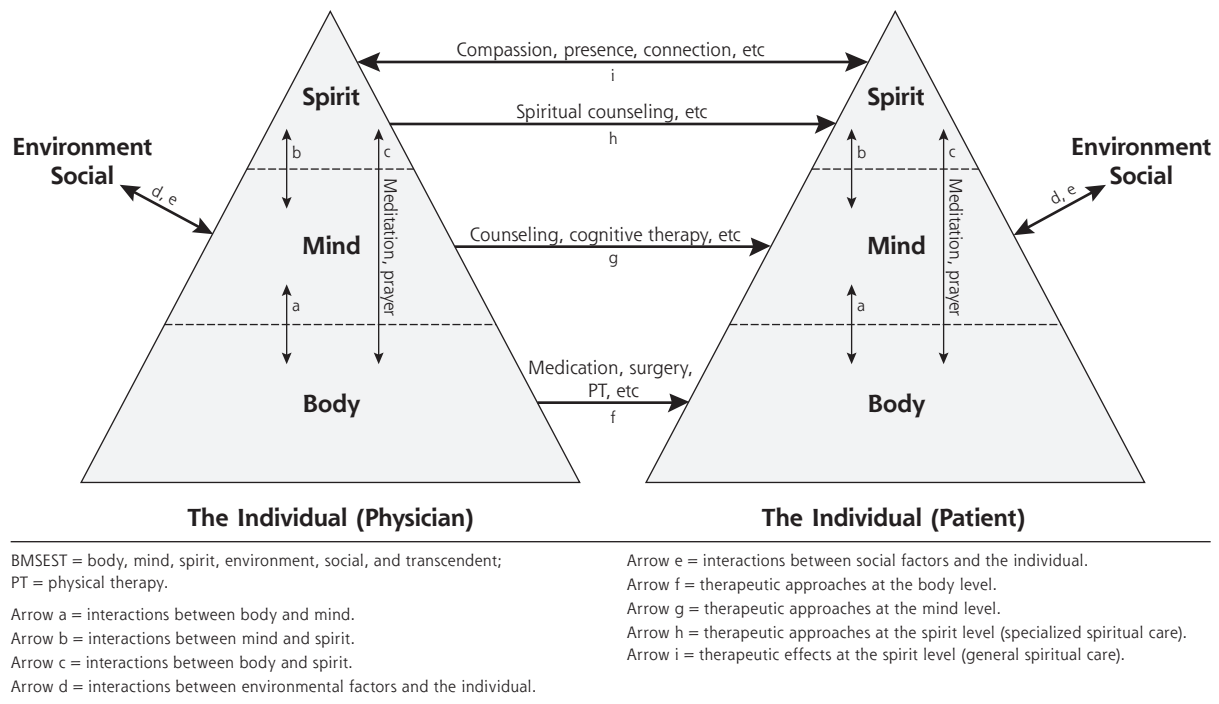 Compassion, presence, connection, etc
i
Spirit
Spirit
Spiritual counseling, etc
h
Environment
Social
Environment
Social
b
c
b
c
d, e
d, e
Meditation, prayer
Meditation, prayer
Mind
Mind
Counseling, cognitive therapy, etc
g
a
a
Medication, surgery,
PT, etc
f
Body
Body
The Individual (Physician)
The Individual (Patient)
BMSEST = body, mind, spirit, environment, social, and transcendent;
PT = physical therapy.
Arrow a = interactions between body and mind.
Arrow b = interactions between mind and spirit.
Arrow c = interactions between body and spirit.
Arrow d = interactions between environmental factors and the individual.
Arrow e = interactions between social factors and the individual.
Arrow f = therapeutic approaches at the body level.
Arrow g = therapeutic approaches at the mind level.
Arrow h = therapeutic approaches at the spirit level (specialized spiritual care).
Arrow i = therapeutic effects at the spirit level (general spiritual care).